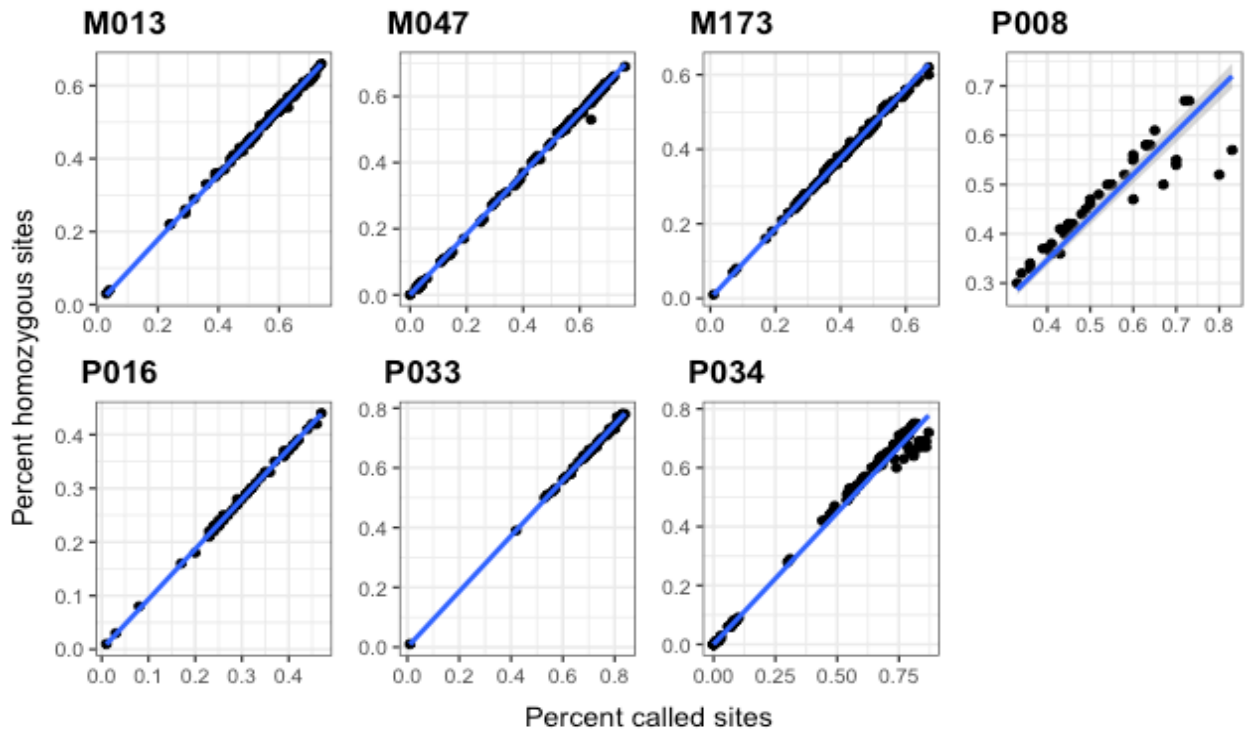 M013 M047 M173 P008
0.6 0.6 0.6 0.7
0.6
0.4 0.4 0.4 0.5
0.2 0.2 0.2 0.4
0.0 0.0 0.0 0.3
0.0 0.2 0.4 0.6 0.0 0.2 0.4 0.6 0.0 0.2 0.4 0.6 0.4 0.5 0.6 0.7 0.8
Percent homozygous sites
P016 P033 P034
0.8 0.8
0.4 0.6 0.6
0.3
0.2 0.4 0.4
0.1 0.2 0.2
0.0 0.0 0.0
0.0 0.1 0.2 0.3 0.4 0.0 0.2 0.4 0.6 0.8 0.00 0.25 0.50 0.75
Percent called sites